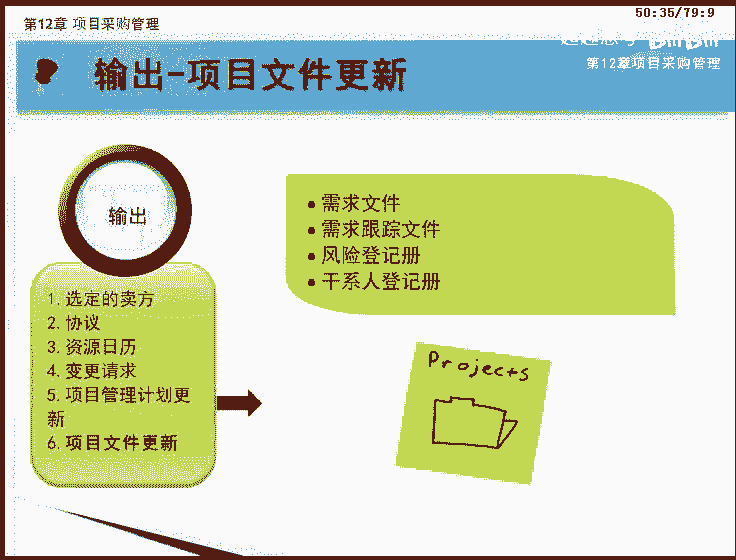 第12章 项目采购管理
50:35/79:9
输出-项目文件更新
第12章项目采购管理
输出
1. 选定的卖方
2. 协议
3. 资源日历
4. 变更请求
5. 项目管理计划更
新
6. 项目文件更新
• 需求文件
• 需求跟踪文件
• 风险登记册
• 干系人登记册
Projects